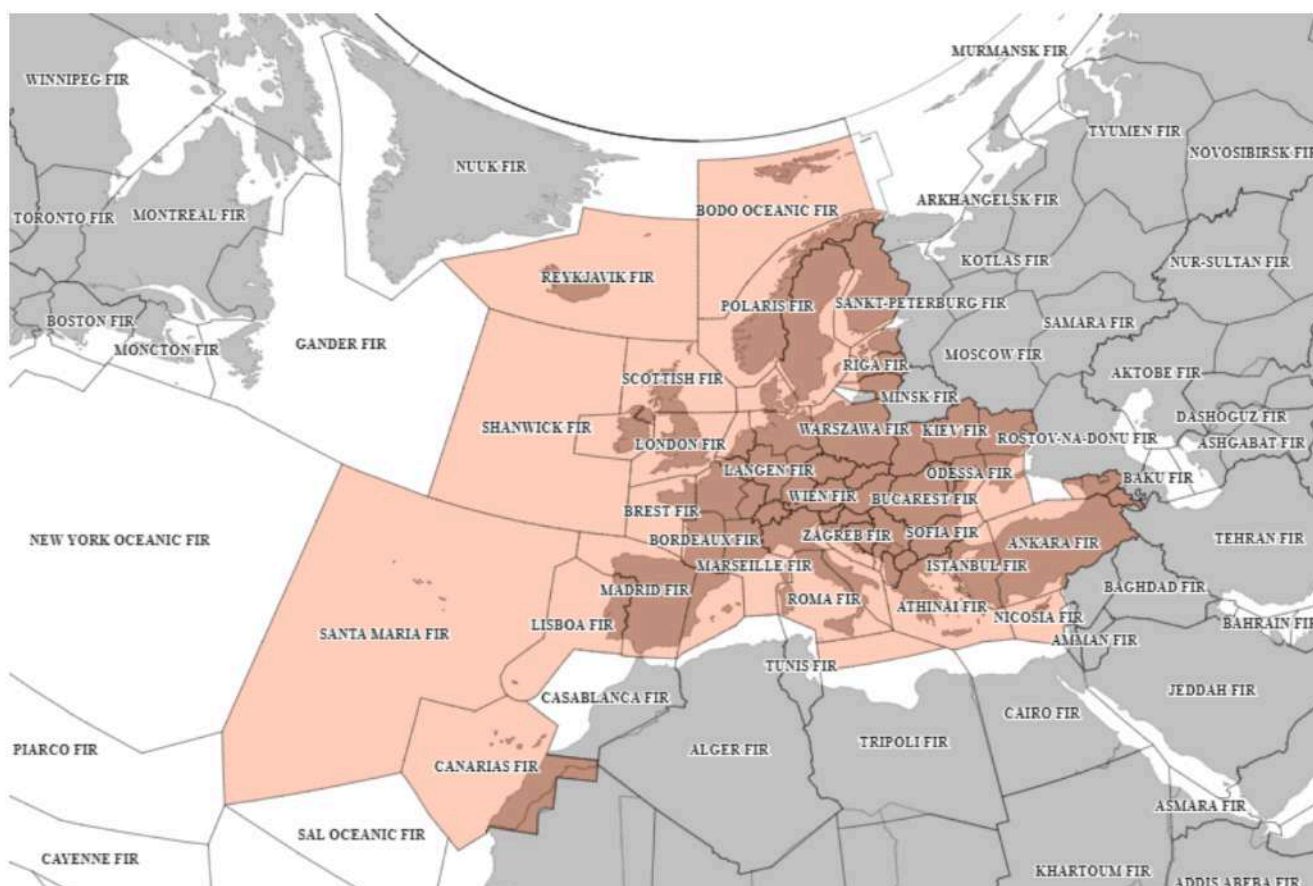 MURMANSK FIR
WINNIPEG FIR
TYUMEN FIR
NOVOSIBIRSK FIR
NUUK FIR
ARKHANGELSK FIR
BODO OCEANIC FIR
TORONTO FIR
MONTREAL FIR
KOTLAS FIR
NUR-SULTAN FIR
REYKJAVIK FIR
POLARIS FIR
SANKT-PETERBURG FIR
BOSTON FIR
SAMARA FIR
MONCTON FIR
GANDER FIR
MOSCOW FIR
RIGA FIR
AKTOBE FIR
SCOTTISH FIR
MINSK FIR
DASHOGUZ FIR
SHANWICK FIR
WARSZAWA FIR
KIEV FIR
ROSTOV-NA-DONU FIR
ASHGABAT FIR
LONDON FIR
LANGEN FIR
ODESSA FIR
BAKU FIR
WIEN FIR
BUCAREST FIR
BREST FIR
NEW YORK OCEANIC FIR
BORDEAUX FIR
ZAGREB FIR
SOFIA FIR
ANKARA FIR
TEHRAN FIR
MARSEILLE FIR
ISTANBUL FIR
MADRID FIR
BAGHDAD FIR
ROMA FIR
ATHINAI FIR
NICOSIA FIR
SANTA MARIA FIR
LISBOA FIR
BAHRAIN FIR
AMMAN FIR
TUNIS FIR
CASABLANCA FIR
JEDDAH FIR
CAIRO FIR
PIARCO FIR
ALGER FIR
TRIPOLI FIR
CANARIAS FIR
ASMARA FIR
SAL OCEANIC FIR
CAYENNE FIR
KHARTOUM FIR
ADDIS ABEBA FIR